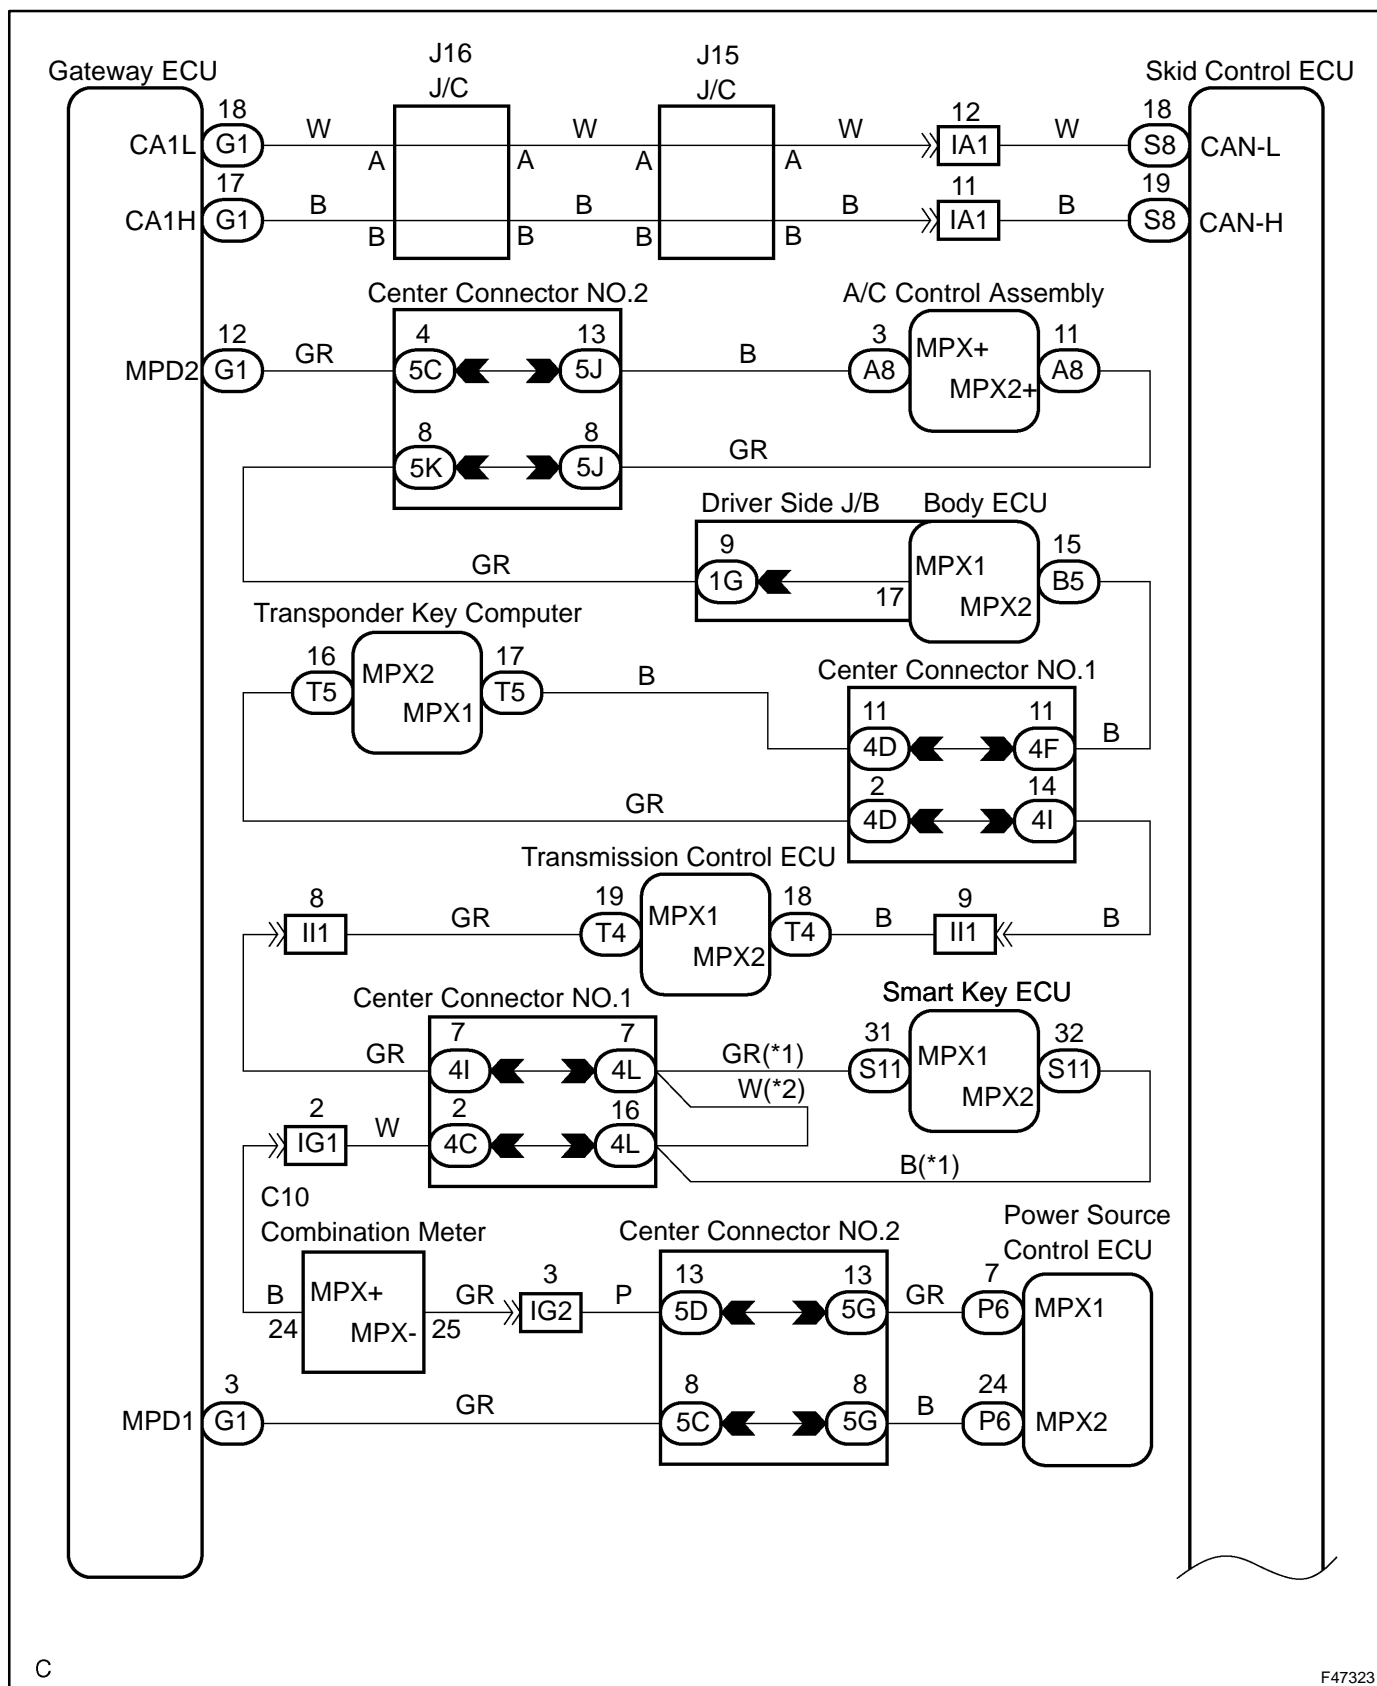 J16
J/C
J15
J/C
Gateway ECU
Skid Control ECU
18
W
W
W
12
W
18
CA1L
G1
A
A
A
A
IA1
S8
CAN-L
17
B
B
B
11
B
19
CA1H
G1
B
B
B
B
IA1
S8
CAN-H
Center Connector NO.2
A/C Control Assembly
12
GR
4
13
B
3
MPX+
11
MPD2
G1
5C
5J
A8
MPX2+
A8
8
8
GR
5K
5J
Driver Side J/B
Body ECU
GR
9
MPX1
15
1G
17
MPX2
B5
Transponder Key Computer
16
MPX2
17
B
Center Connector NO.1
T5
MPX1
T5
11
11
B
4D
4F
GR
2
14
4D
4I
Transmission Control ECU
8
GR
19
MPX1
18
B
9
B
II1
T4
MPX2
T4
II1
Center Connector NO.1
Smart Key ECU
GR
7
7
GR(*1)
31
MPX1
32
4I
4L
W(*2)
S11
MPX2
S11
2
W
2
16
IG1
4C
4L
B(*1)
C10
Combination Meter
Center Connector NO.2
Power Source
Control ECU
B
MPX+
GR
3
P
13
13
GR
7
MPX1
24
MPX-
25
IG2
5D
5G
P6
3
GR
8
8
B
24
MPD1
G1
5C
5G
P6
MPX2
C
F47323